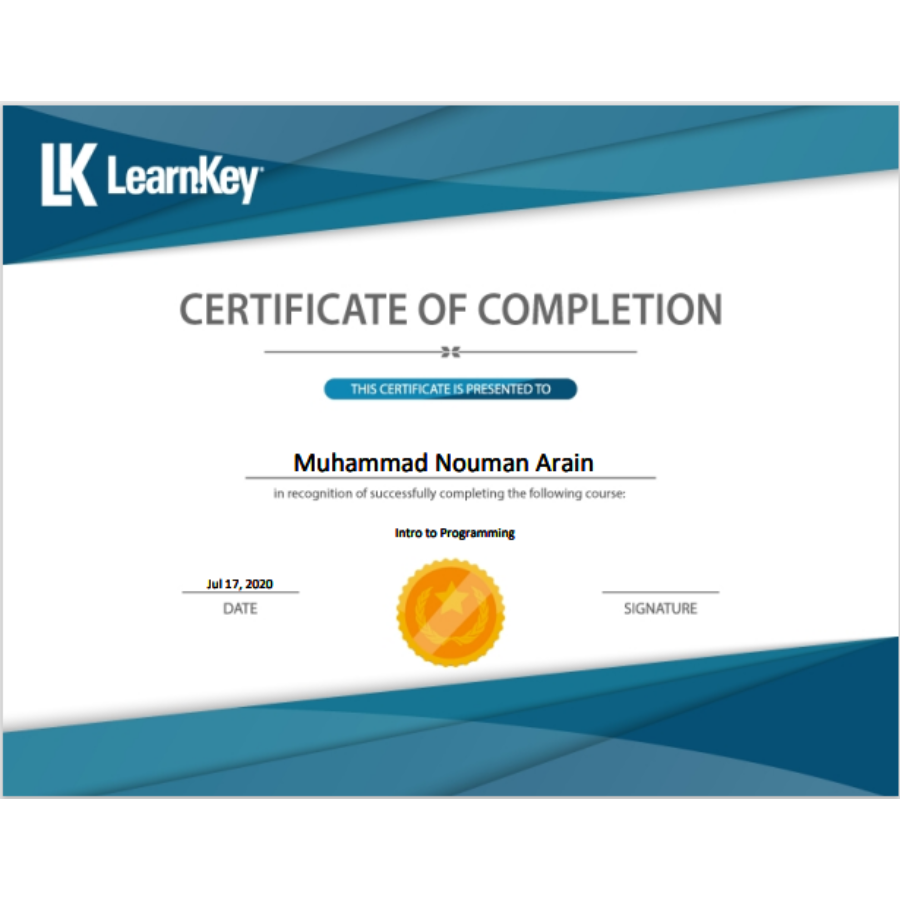 LK LearnKey
CERTIFICATE OF COMPLETION
THIS CERTIFICATE IS PRESENTED TO
Muhammad Nouman Arain
in recognition of successfully completing the following course:
Intro to Programming
Jul 17, 2020
DATE
SIGNATURE